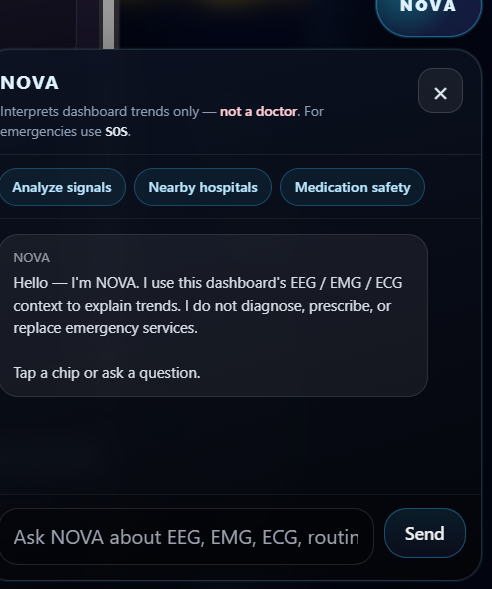 NOVA
NOVA
Interprets dashboard trends only — not a doctor. For
emergencies use SOS.
Analyze signals
Nearby hospitals
Medication safety
NOVA
Hello — I'm NOVA. I use this dashboard's EEG / EMG / ECG
context to explain trends. I do not diagnose, prescribe, or
replace emergency services.
Tap a chip or ask a question.
Ask NOVA about EEG, EMG, ECG, routin
Send